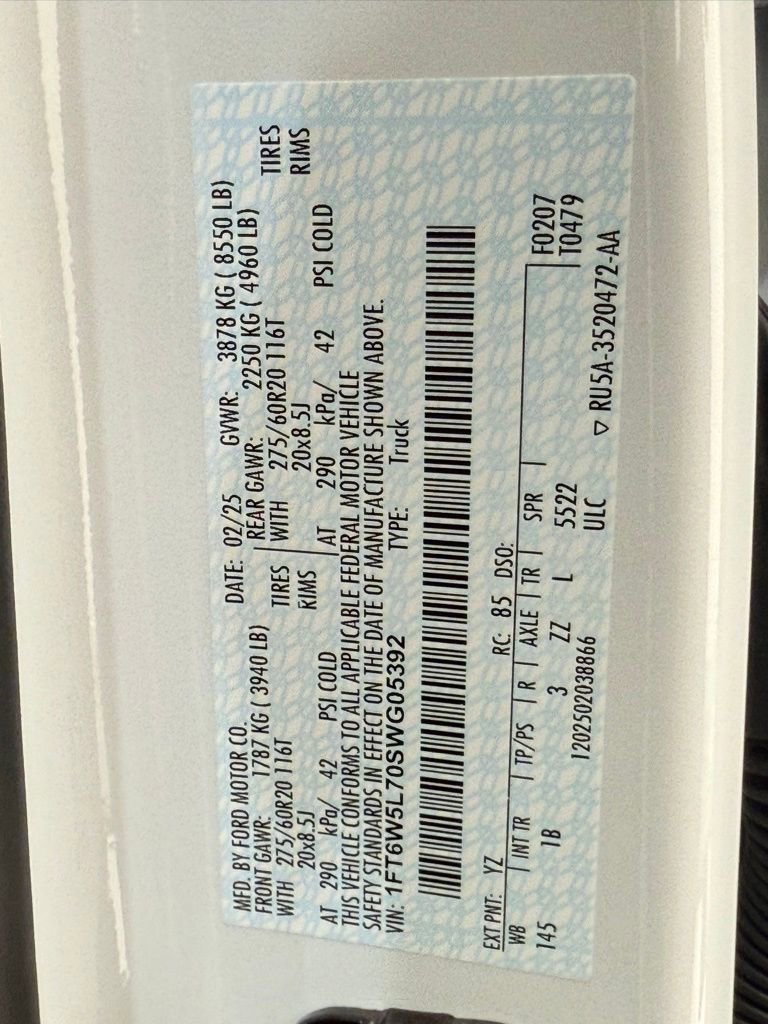 MFD. BY FORD MOTOR CO. DATE: 02/25 GVWR: 3878 KG ( 8550 LB)
FRONT GAWR: 1787 KG ( 3940 LB) REAR GAWR: 2250 KG ( 4960 LB)
WITH 275/60R20 116T TIRES WITH 275/60R20 116T TIRES
20x8.5J RIMS 20x8.5J RIMS
AT 290 kPa/ 42 PSI COLD AT 290 kPa/ 42 PSI COLD
THIS VEHICLE CONFORMS TO ALL APPLICABLE FEDERAL MOTOR VEHICLE
SAFETY STANDARDS IN EFFECT ON THE DATE OF MANUFACTURE SHOWN ABOVE.
VIN: 1FT6W5L70SWG05392 TYPE: Truck
EXT PNT: YZ RC: 85 DSO:
WB INT TR TP/PS R AXLE TR SPR F0207
145 1B 3 ZZ L 5522 T0479
1202502038866 ULC ▽ RU5A-3520472-AA